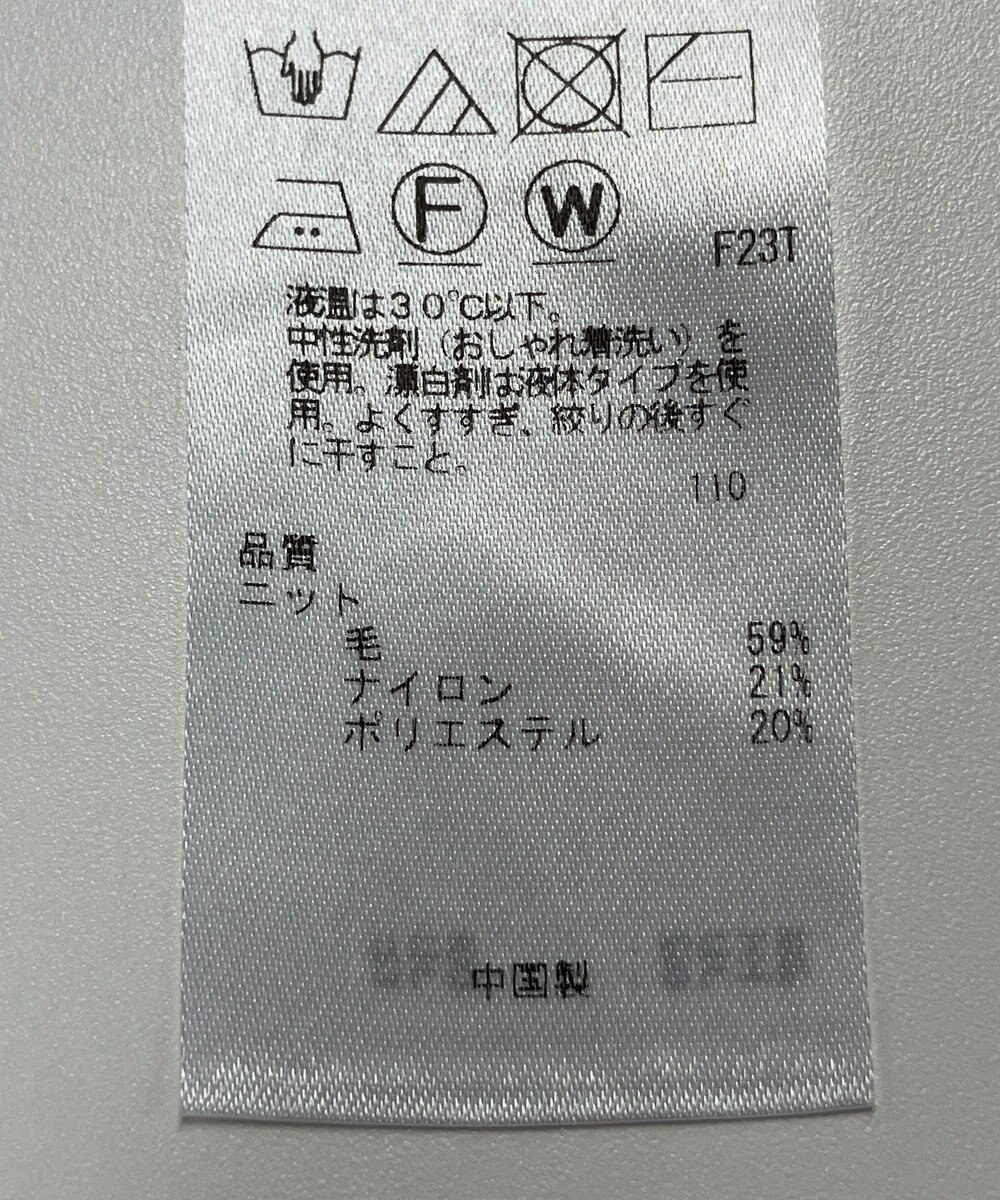 F
W
F23T
液温は30℃以下。
中性洗剤(おしゃれ着洗い)を
使用。漂白剤は液体タイプを使
用。よくすすぎ、絞りの後すぐ
に干すこと。
110
品質
ニット
毛 59%
ナイロン 21%
ポリエステル 20%
中国製